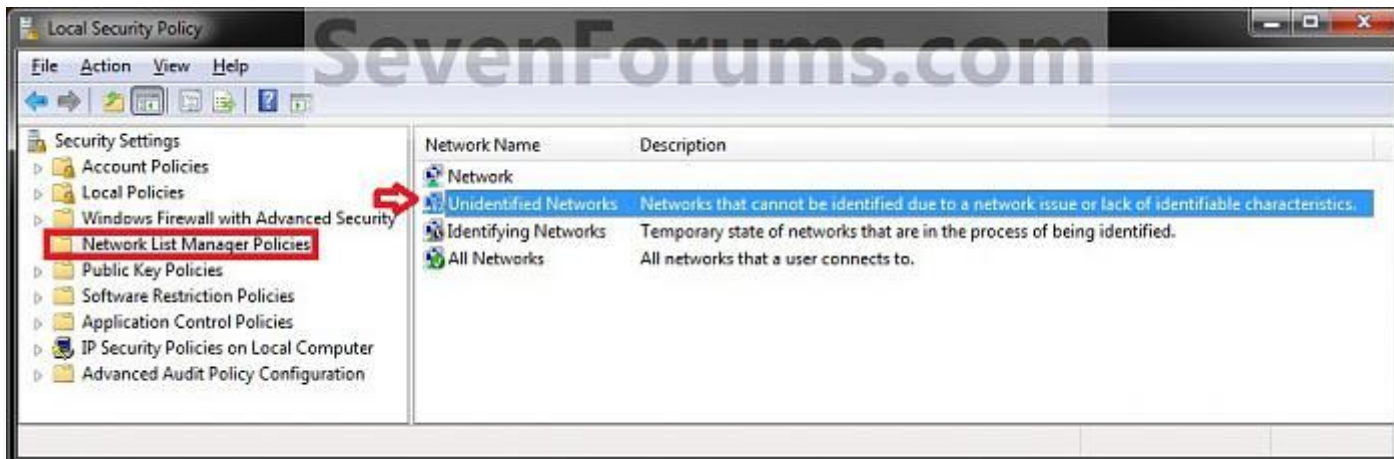 SevenForums.com
Local Security Policy
File Action View Help
Security Settings
Account Policies
Local Policies
Windows Firewall with Advanced Security
Network List Manager Policies
Public Key Policies
Software Restriction Policies
Application Control Policies
IP Security Policies on Local Computer
Advanced Audit Policy Configuration
Network Name Description
Network
Unidentified Networks Networks that cannot be identified due to a network issue or lack of identifiable characteristics.
Identifying Networks Temporary state of networks that are in the process of being identified.
All Networks All networks that a user connects to.